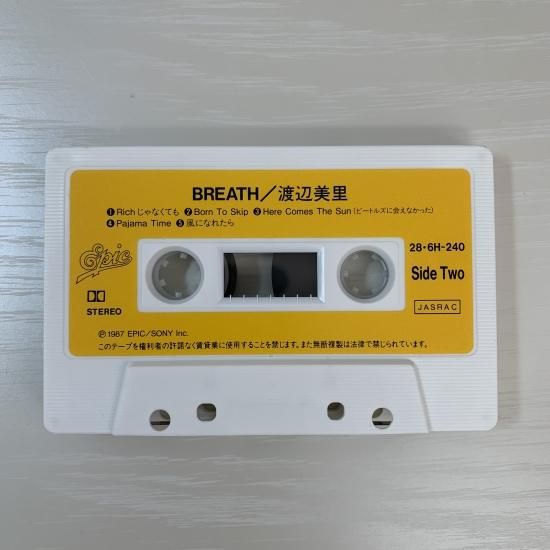 BREATH／渡辺美里
❶Richじゃなくても ❷Born To Skip ❸Here Comes The Sun（ビートルズに会えなかった）
❹Pajama Time ❺風になれたら
Epic
28・6H-240
Side Two
STEREO
JASRAC
Ⓟ1987 EPIC／SONY Inc.
このテープを権利者の許諾なく賃貸業に使用することを禁じます。また無断複製は法律で禁じられています。